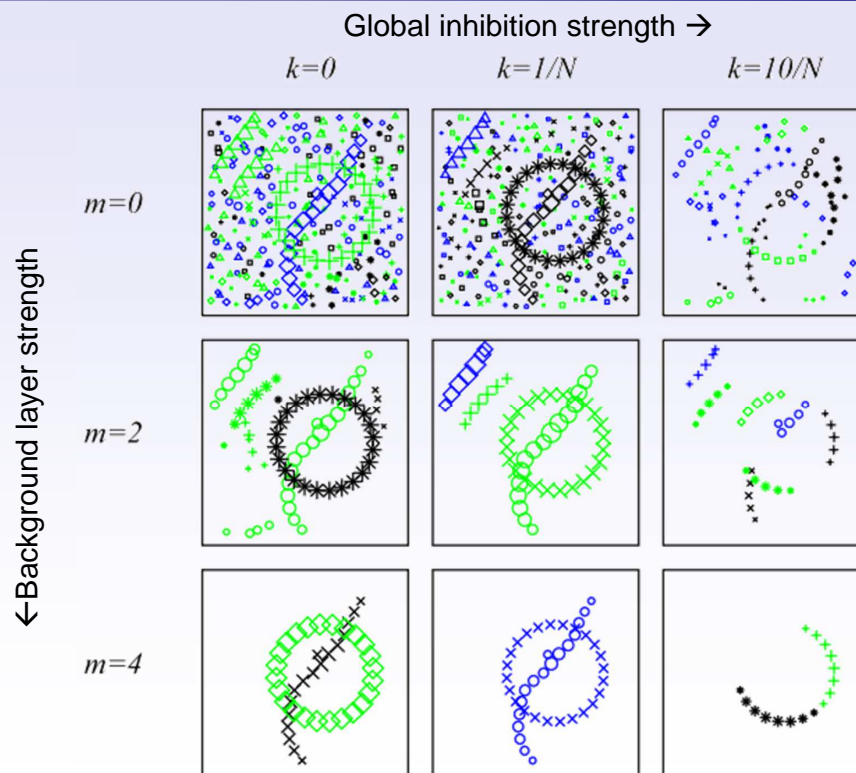 Global inhibition strength →
k=0 k=1/N k=10/N
m=0
←Background layer strength
m=2
m=4